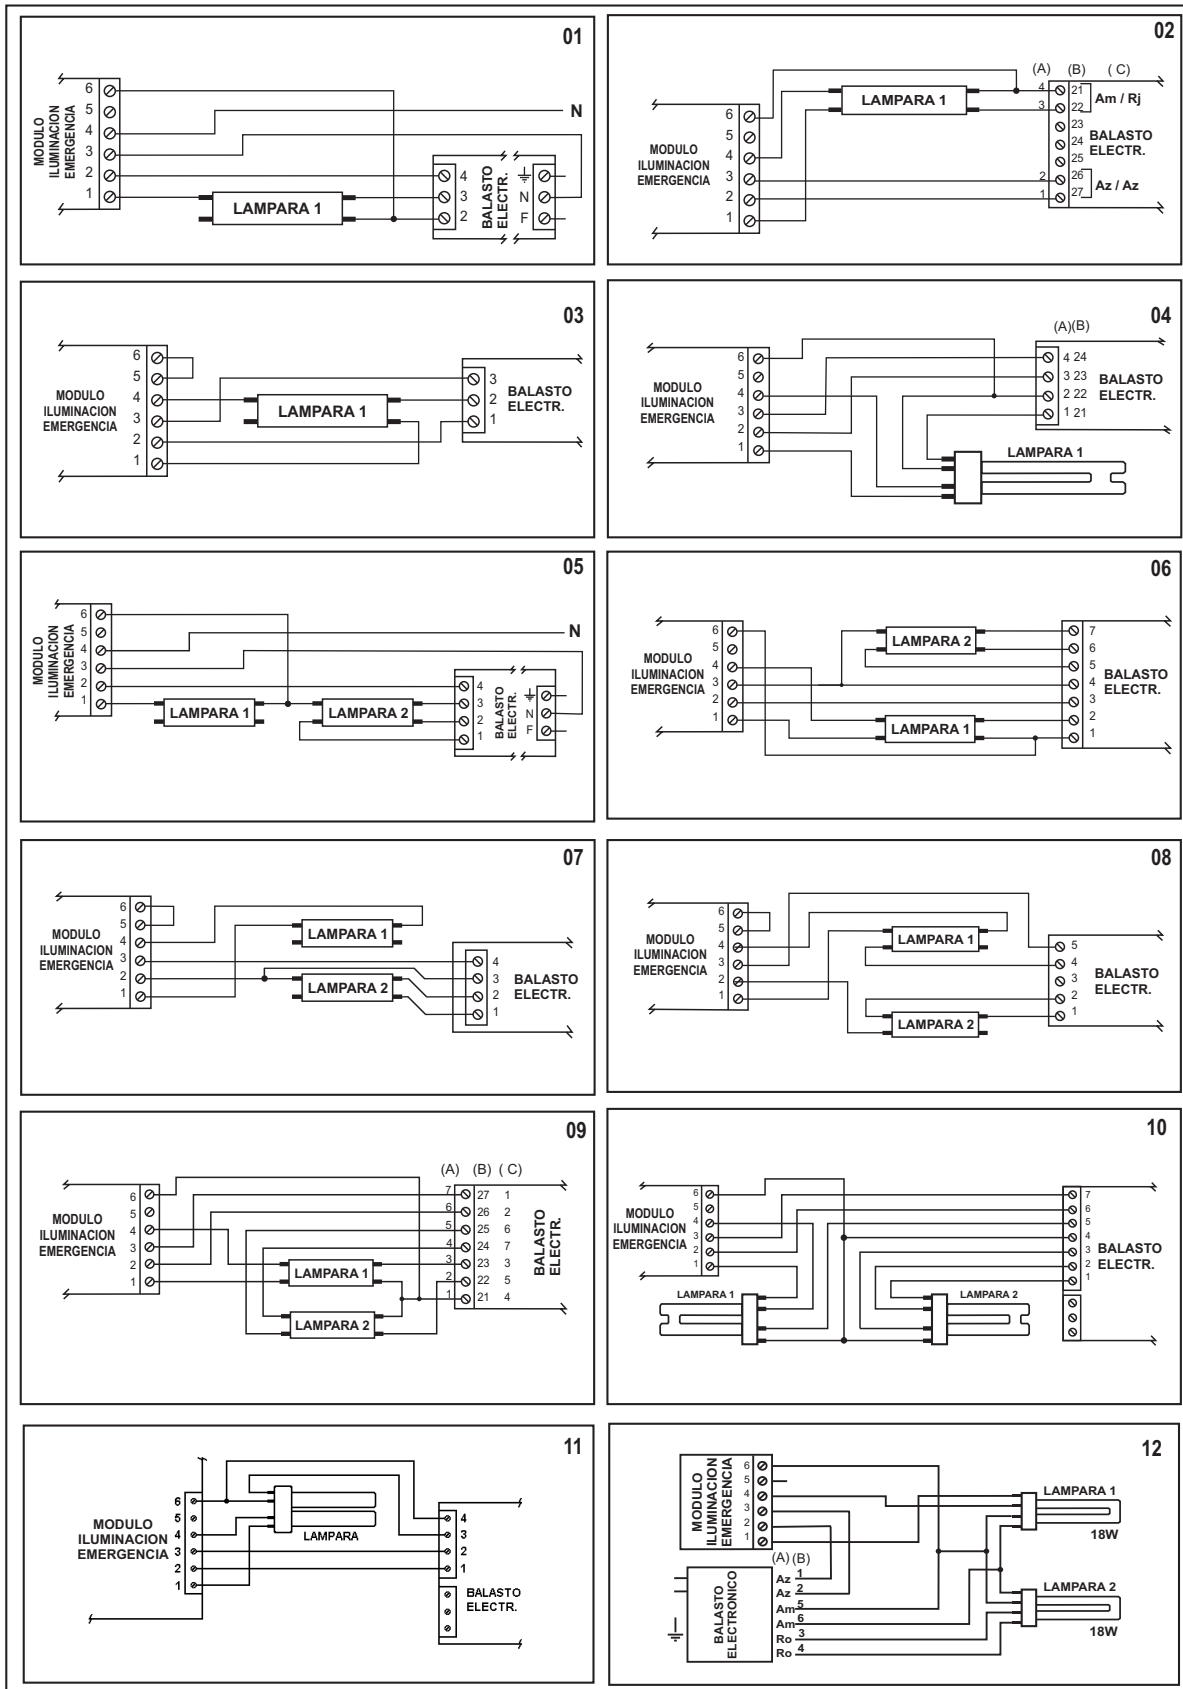 01
MODULO
ILUMINACION
EMERGENCIA
6
5
4
3
2
1
N
LAMPARA 1
4
3
2
BALASTO
ELECTR.
N
F
02
(A) (B) ( C)
MODULO
ILUMINACION
EMERGENCIA
6
5
4
3
2
1
LAMPARA 1
4 21
3 22
Am / Rj
23
24
25
BALASTO
ELECTR.
2 26
1 27
Az / Az
03
MODULO
ILUMINACION
EMERGENCIA
6
5
4
3
2
1
LAMPARA 1
3
2
1
BALASTO
ELECTR.
04
(A)(B)
MODULO
ILUMINACION
EMERGENCIA
6
5
4
3
2
1
4 24
3 23
2 22
1 21
BALASTO
ELECTR.
LAMPARA 1
05
MODULO
ILUMINACION
EMERGENCIA
6
5
4
3
2
1
N
LAMPARA 1
LAMPARA 2
4
3
2
1
BALASTO
ELECTR.
N
F
06
MODULO
ILUMINACION
EMERGENCIA
6
5
4
3
2
1
LAMPARA 2
LAMPARA 1
7
6
5
4
3
2
1
BALASTO
ELECTR.
07
MODULO
ILUMINACION
EMERGENCIA
6
5
4
3
2
1
LAMPARA 1
LAMPARA 2
4
3
2
1
BALASTO
ELECTR.
08
MODULO
ILUMINACION
EMERGENCIA
6
5
4
3
2
1
LAMPARA 1
LAMPARA 2
5
4
3
2
1
BALASTO
ELECTR.
09
(A) (B) ( C)
MODULO
ILUMINACION
EMERGENCIA
6
5
4
3
2
1
LAMPARA 1
LAMPARA 2
7 27 1
6 26 2
5 25 6
4 24 7
3 23 3
2 22 5
1 21 4
BALASTO
ELECTR.
10
MODULO
ILUMINACION
EMERGENCIA
6
5
4
3
2
1
LAMPARA 1
LAMPARA 2
7
6
5
4
3
2
1
BALASTO
ELECTR.
11
MODULO
ILUMINACION
EMERGENCIA
6
5
4
3
2
1
LAMPARA
4
3
2
1
BALASTO
ELECTR.
12
MODULO
ILUMINACION
EMERGENCIA
6
5
4
3
2
1
LAMPARA 1
18W
(A) (B)
BALASTO
ELECTRONICO
Az 1
Az 2
Am 5
Am 6
Ro 3
Ro 4
LAMPARA 2
18W